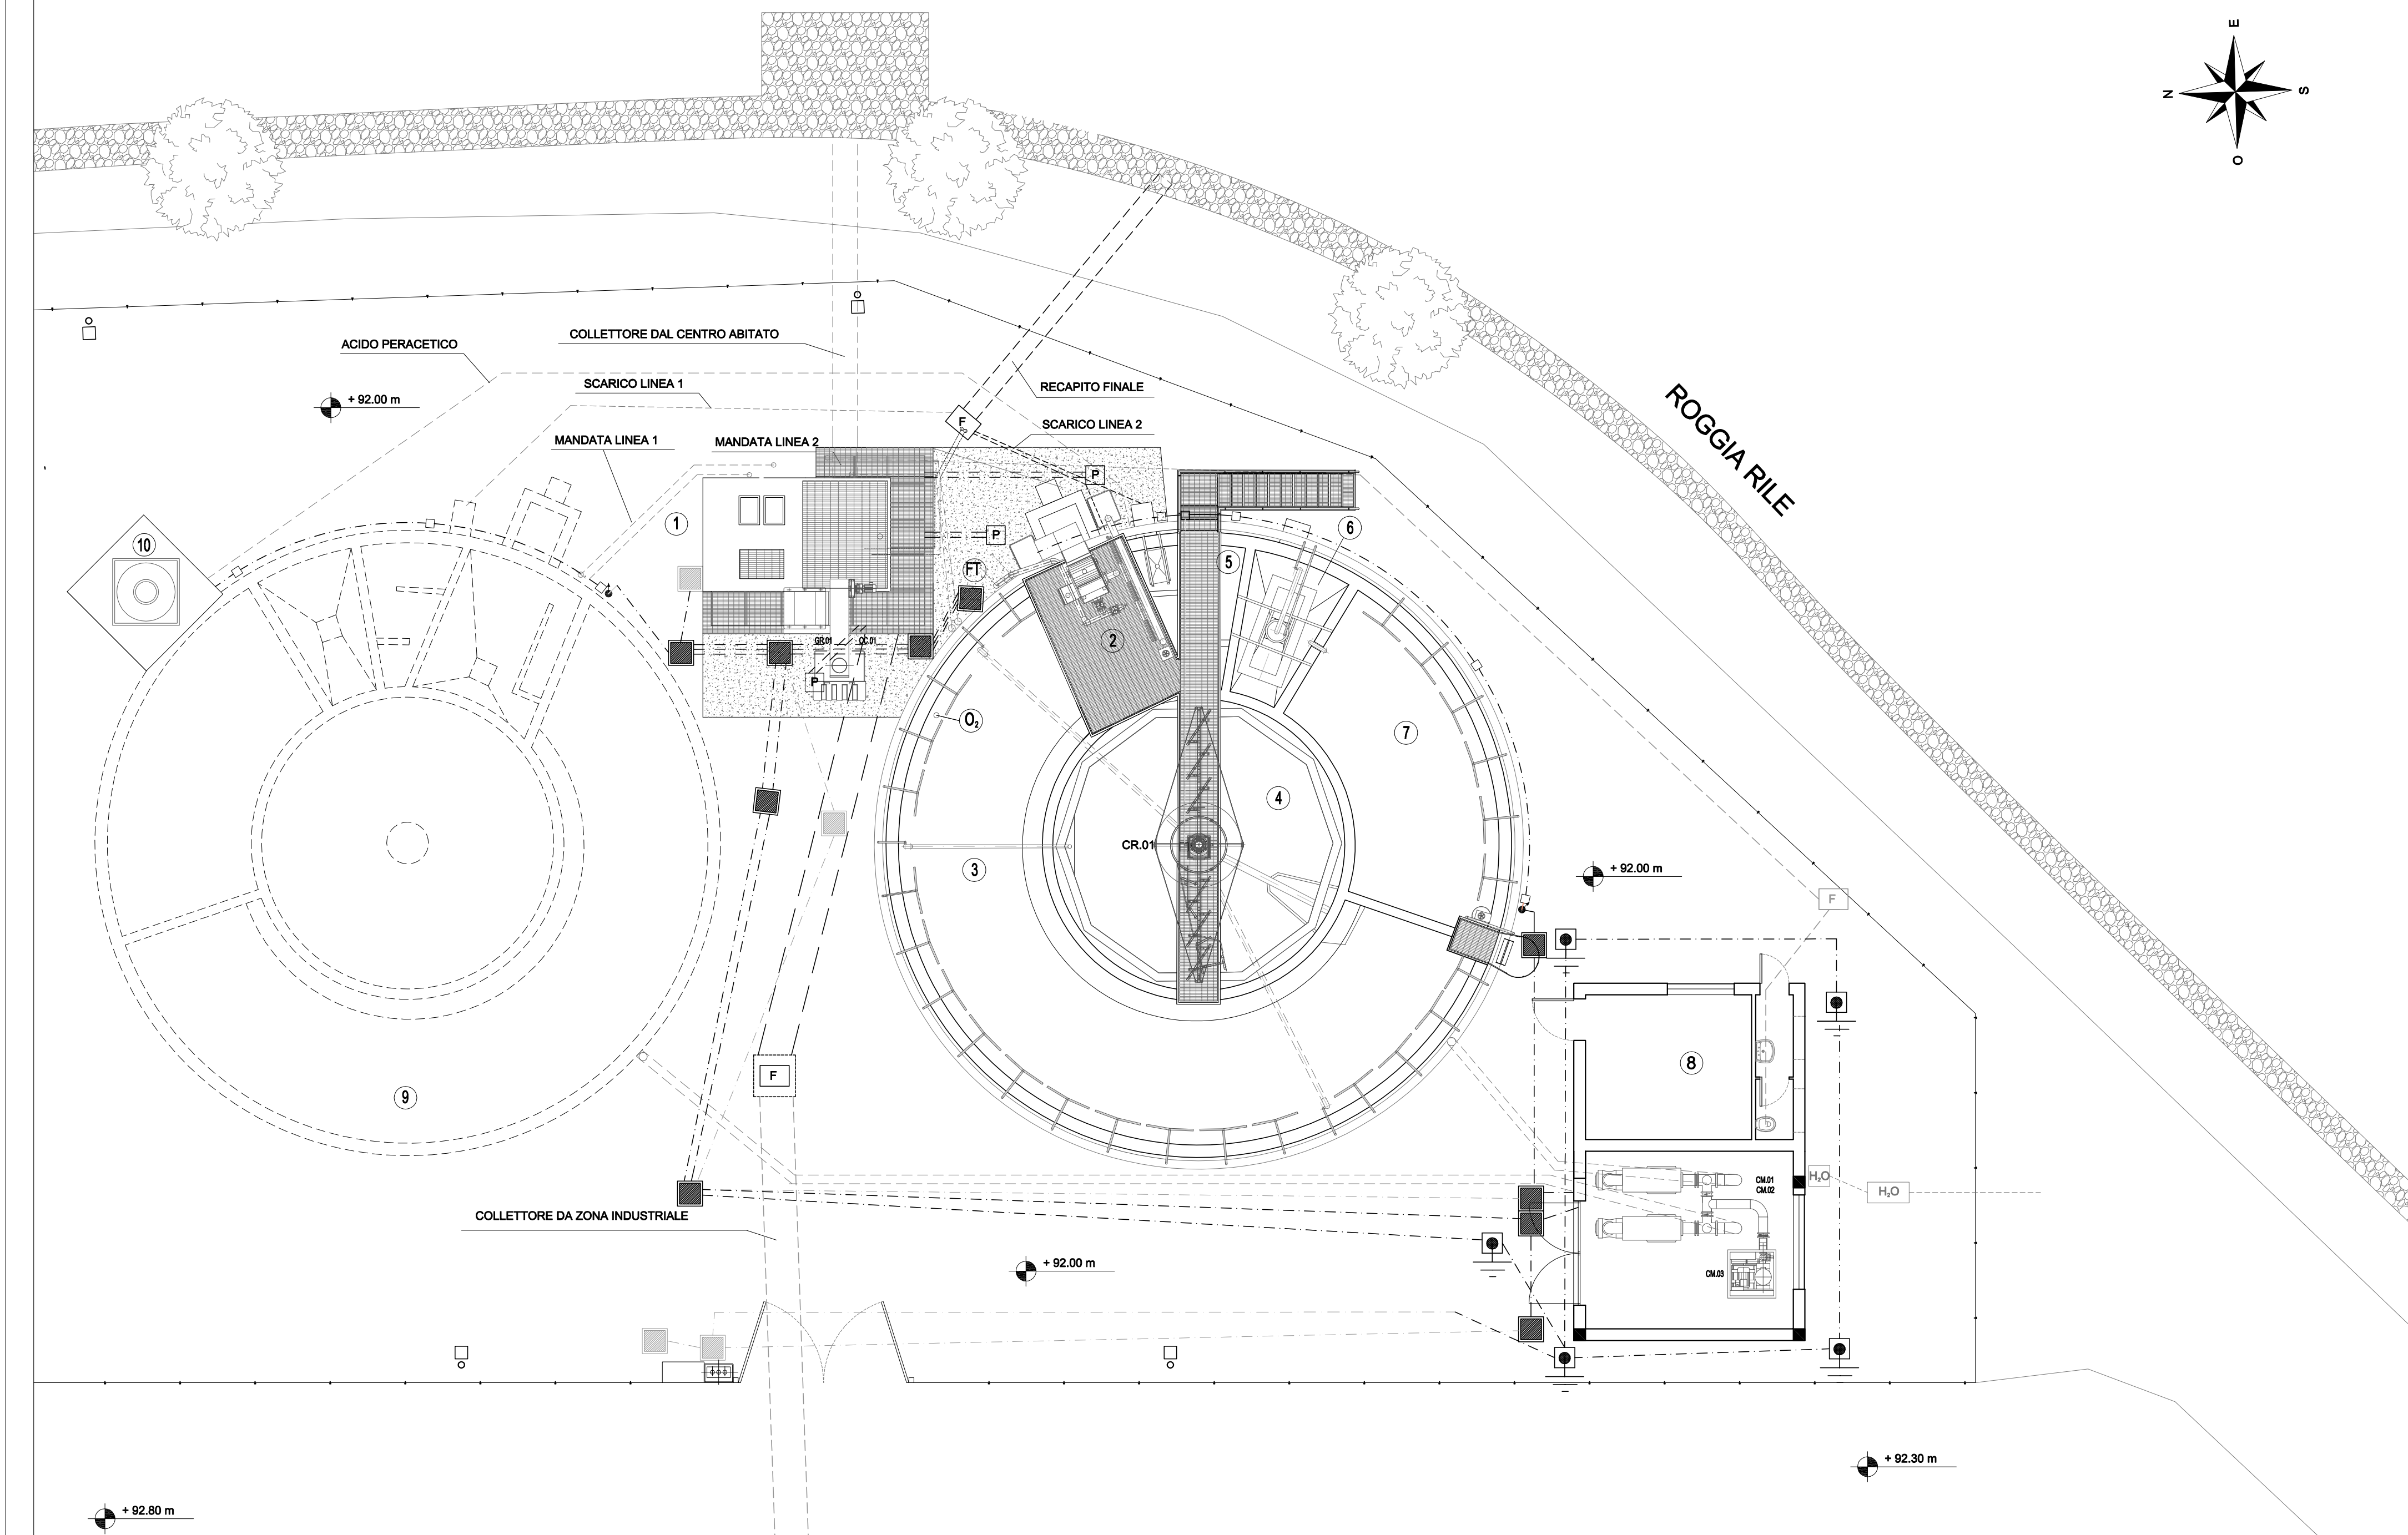 E
N
S
O
COLLETTORE DAL CENTRO ABITATO
ACIDO PERACETICO
SCARICO LINEA 1
RECAPITO FINALE
+ 92.00 m
F
SCARICO LINEA 2
MANDATA LINEA 1
MANDATA LINEA 2
ROGGIA RILE
P
1
6
P
10
5
FT
2
GR.01
OC.01
P
O₂
7
4
CR.01
3
+ 92.00 m
F
8
F
9
CM.01
CM.02
H₂O
H₂O
COLLETTORE DA ZONA INDUSTRIALE
+ 92.00 m
CM.03
+ 92.30 m
+ 92.80 m